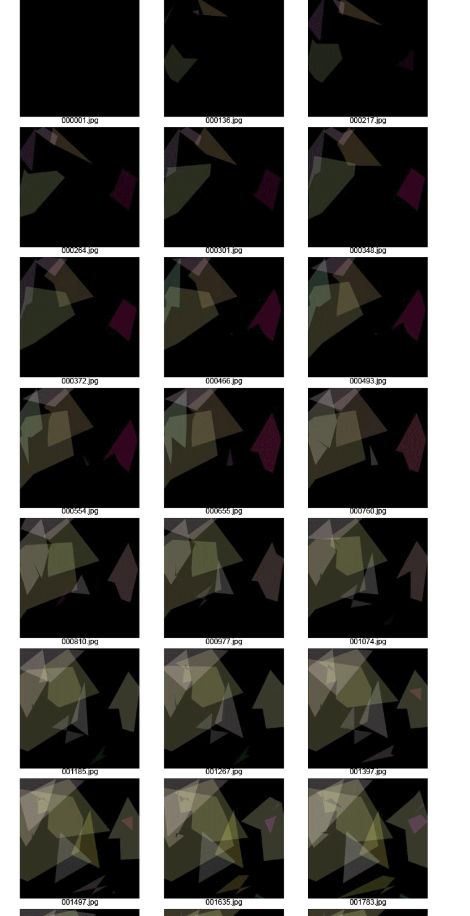 000001.jpg 000136.jpg 000217.jpg
000264.jpg 000301.jpg 000348.jpg
000372.jpg 000466.jpg 000493.jpg
000554.jpg 000655.jpg 000760.jpg
000810.jpg 000977.jpg 001074.jpg
001185.jpg 001267.jpg 001397.jpg
001497.jpg 001635.jpg 001783.jpg